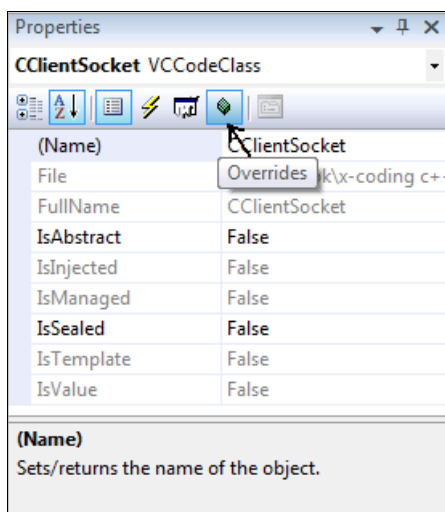 Properties
CClientSocket VCCodeClass
A
Z
(Name) CClientSocket
File k\x-coding c+
Overrides
FullName CClientSocket
IsAbstract False
IsInjected False
IsManaged False
IsSealed False
IsTemplate False
IsValue False
(Name)
Sets/returns the name of the object.